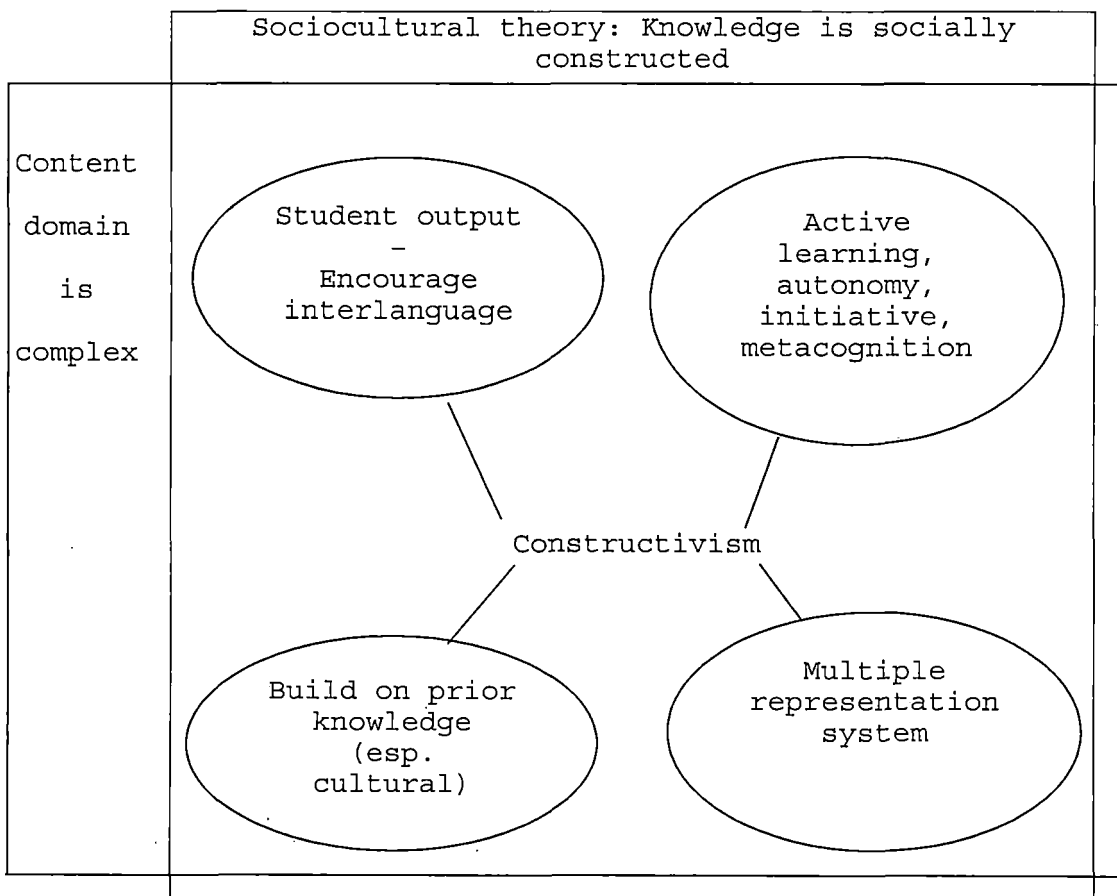 Sociocultural theory: Knowledge is socially
constructed
Content
domain
is
complex
Student output
–
Encourage
interlanguage
Active
learning,
autonomy,
initiative,
metacognition
Constructivism
Build on prior
knowledge
(esp.
cultural)
Multiple
representation
system